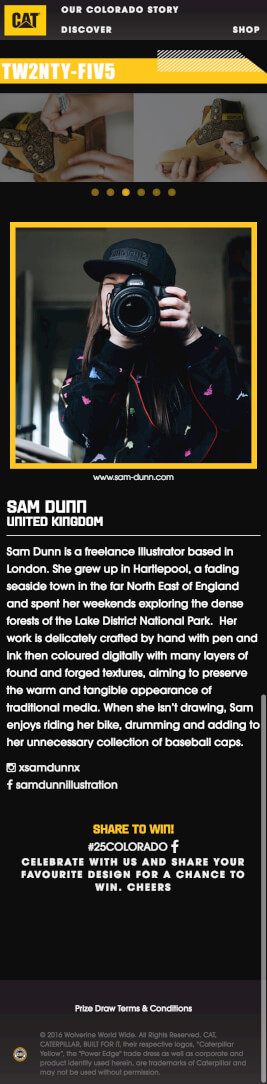 CAT
OUR COLORADO STORY
DISCOVER
SHOP
TW2NTY-FIV5
www.sam-dunn.com
SAM DUNN
UNITED KINGDOM
Sam Dunn is a freelance Illustrator based in
London. She grew up in Hartlepool, a fading
seaside town in the far North East of England
and spent her weekends exploring the dense
forests of the Lake District National Park. Her
work is delicately crafted by hand with pen and
ink then coloured digitally with many layers of
found and forged textures, aiming to preserve
the warm and tangible appearance of
traditional media. When she isn't drawing, Sam
enjoys riding her bike, drumming and adding to
her unnecessary collection of baseball caps.
xsamdunnx
samdunnillustration
SHARE TO WIN!
#25COLORADO
CELEBRATE WITH US AND SHARE YOUR
FAVOURITE DESIGN FOR A CHANCE TO
WIN. CHEERS
Prize Draw Terms & Conditions
© 2016 Wolverine World Wide. All Rights Reserved. CAT,
CATERPILLAR, BUILT FOR IT, their respective logos, "Caterpillar
Yellow", the "Power Edge" trade dress as well as corporate and
product identity used herein, are trademarks of Caterpillar and
may not be used without permission.